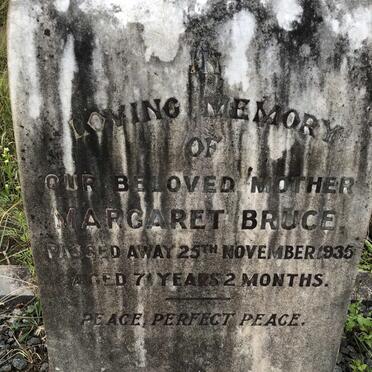 IN
LOVING MEMORY
OF
OUR BELOVED MOTHER
MARGARET BRUCE,
PASSED AWAY 25TH NOVEMBER 1935
AGED 71 YEARS 2 MONTHS.
PEACE, PERFECT PEACE.